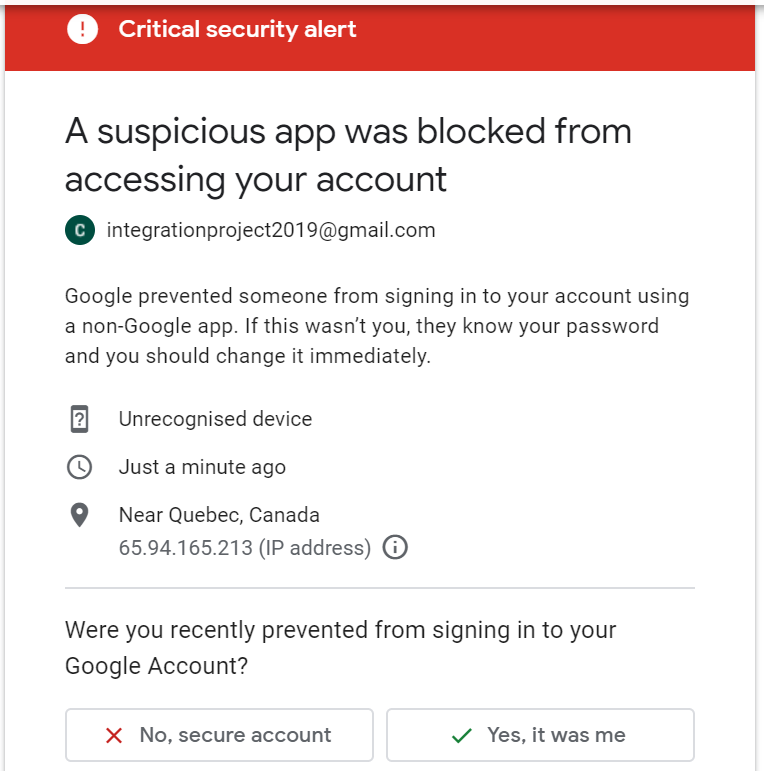 Critical security alert
A suspicious app was blocked from
accessing your account
C integrationproject2019@gmail.com
Google prevented someone from signing in to your account using
a non-Google app. If this wasn’t you, they know your password
and you should change it immediately.
Unrecognised device
Just a minute ago
Near Quebec, Canada
65.94.165.213 (IP address)
Were you recently prevented from signing in to your
Google Account?
No, secure account
Yes, it was me